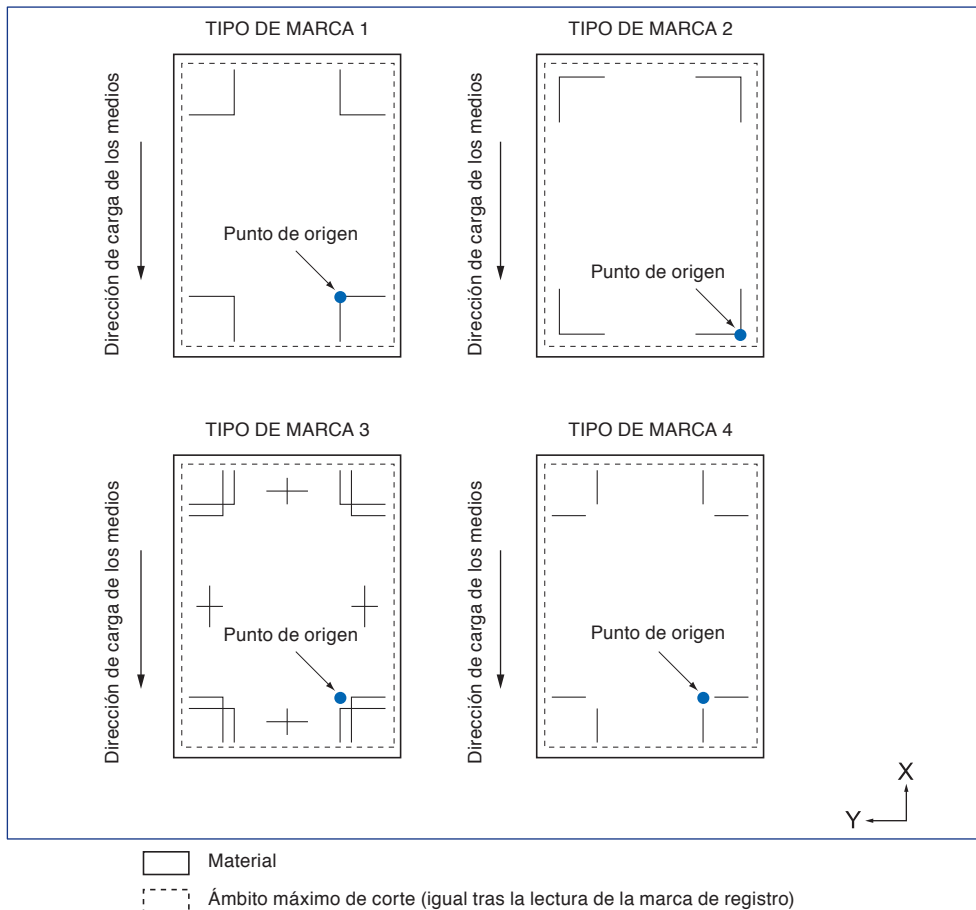 TIPO DE MARCA 1
Dirección de carga de los medios
Punto de origen
TIPO DE MARCA 2
Dirección de carga de los medios
Punto de origen
TIPO DE MARCA 3
Dirección de carga de los medios
Punto de origen
TIPO DE MARCA 4
Dirección de carga de los medios
Punto de origen
X
Y
Material
Ámbito máximo de corte (igual tras la lectura de la marca de registro)